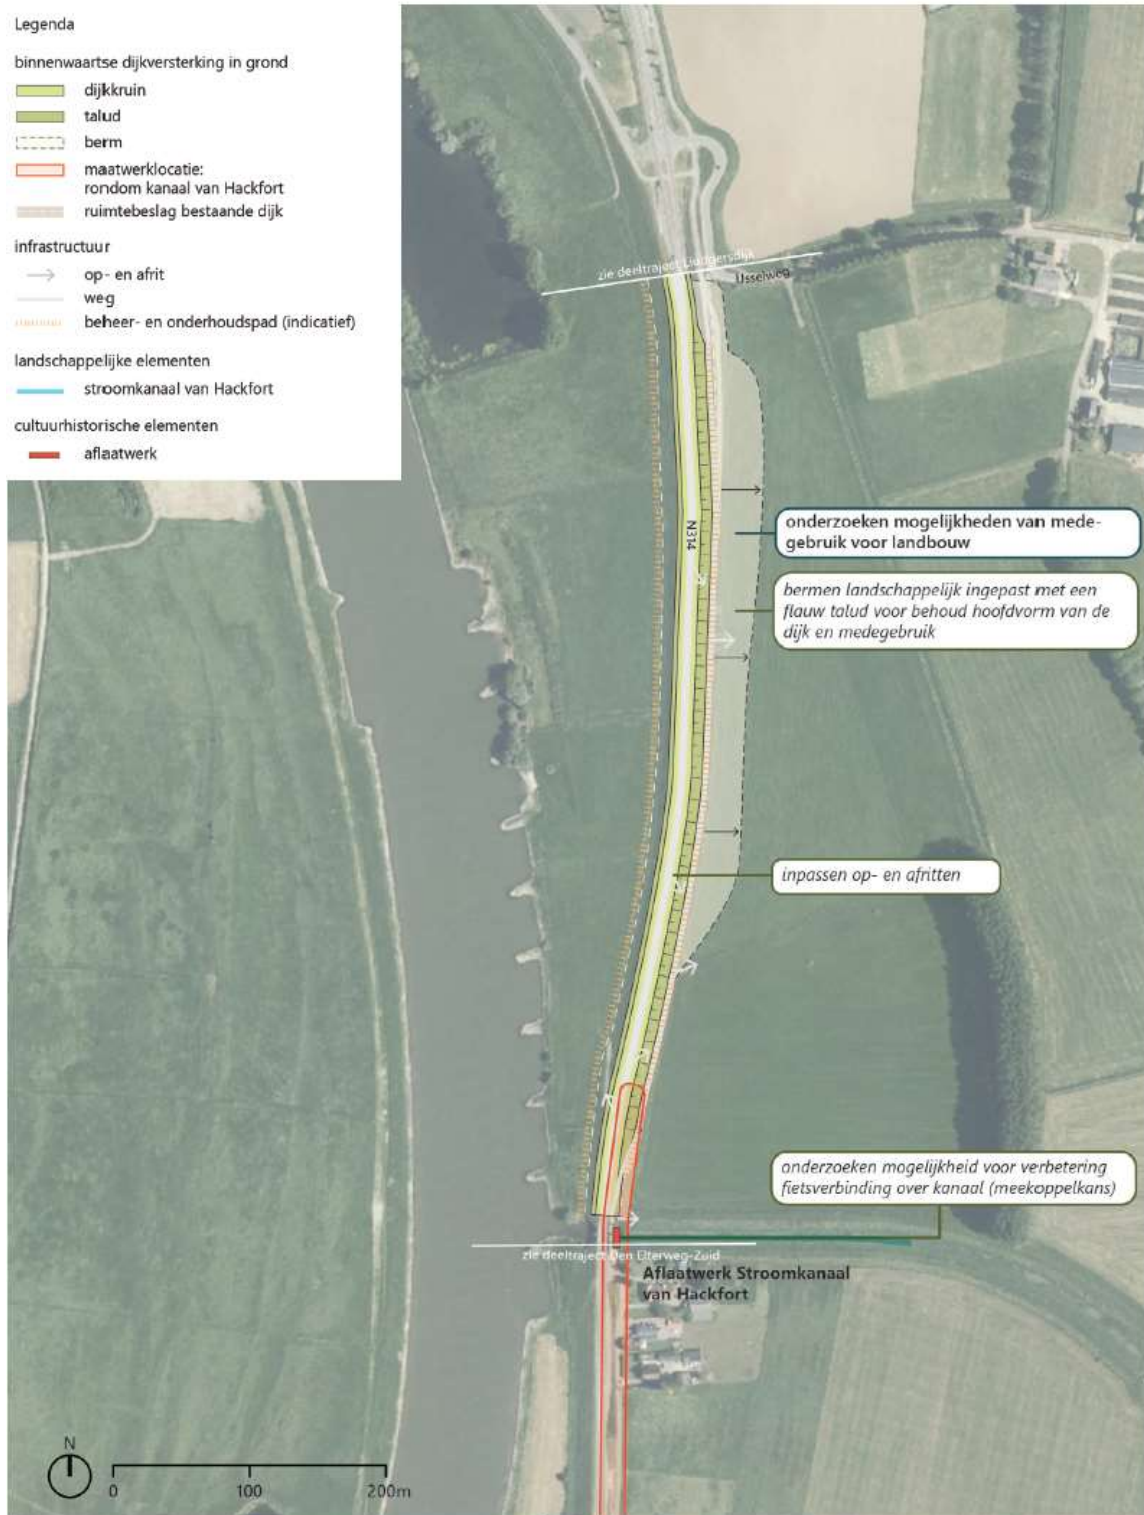 Legenda
binnenwaartse dijkversterking in grond
dijkkruin
talud
berm
maatwerklocatie:
rondom kanaal van Hackfort
ruimtebeslag bestaande dijk
infrastructuur
op- en afrit
weg
beheer- en onderhoudspad (indicatief)
landschappelijke elementen
stroomkanaal van Hackfort
cultuurhistorische elementen
aflaatwerk
zie deeltraject Liudgersdijk
IJsselweg
N314
onderzoeken mogelijkheden van mede-
gebruik voor landbouw
bermen landschappelijk ingepast met een
flauw talud voor behoud hoofdvorm van de
dijk en medegebruik
inpassen op- en afritten
onderzoeken mogelijkheid voor verbetering
fietsverbinding over kanaal (meekoppelkans)
zie deeltraject Den Elterweg-Zuid
Aflaatwerk Stroomkanaal
van Hackfort
N
0 100 200m